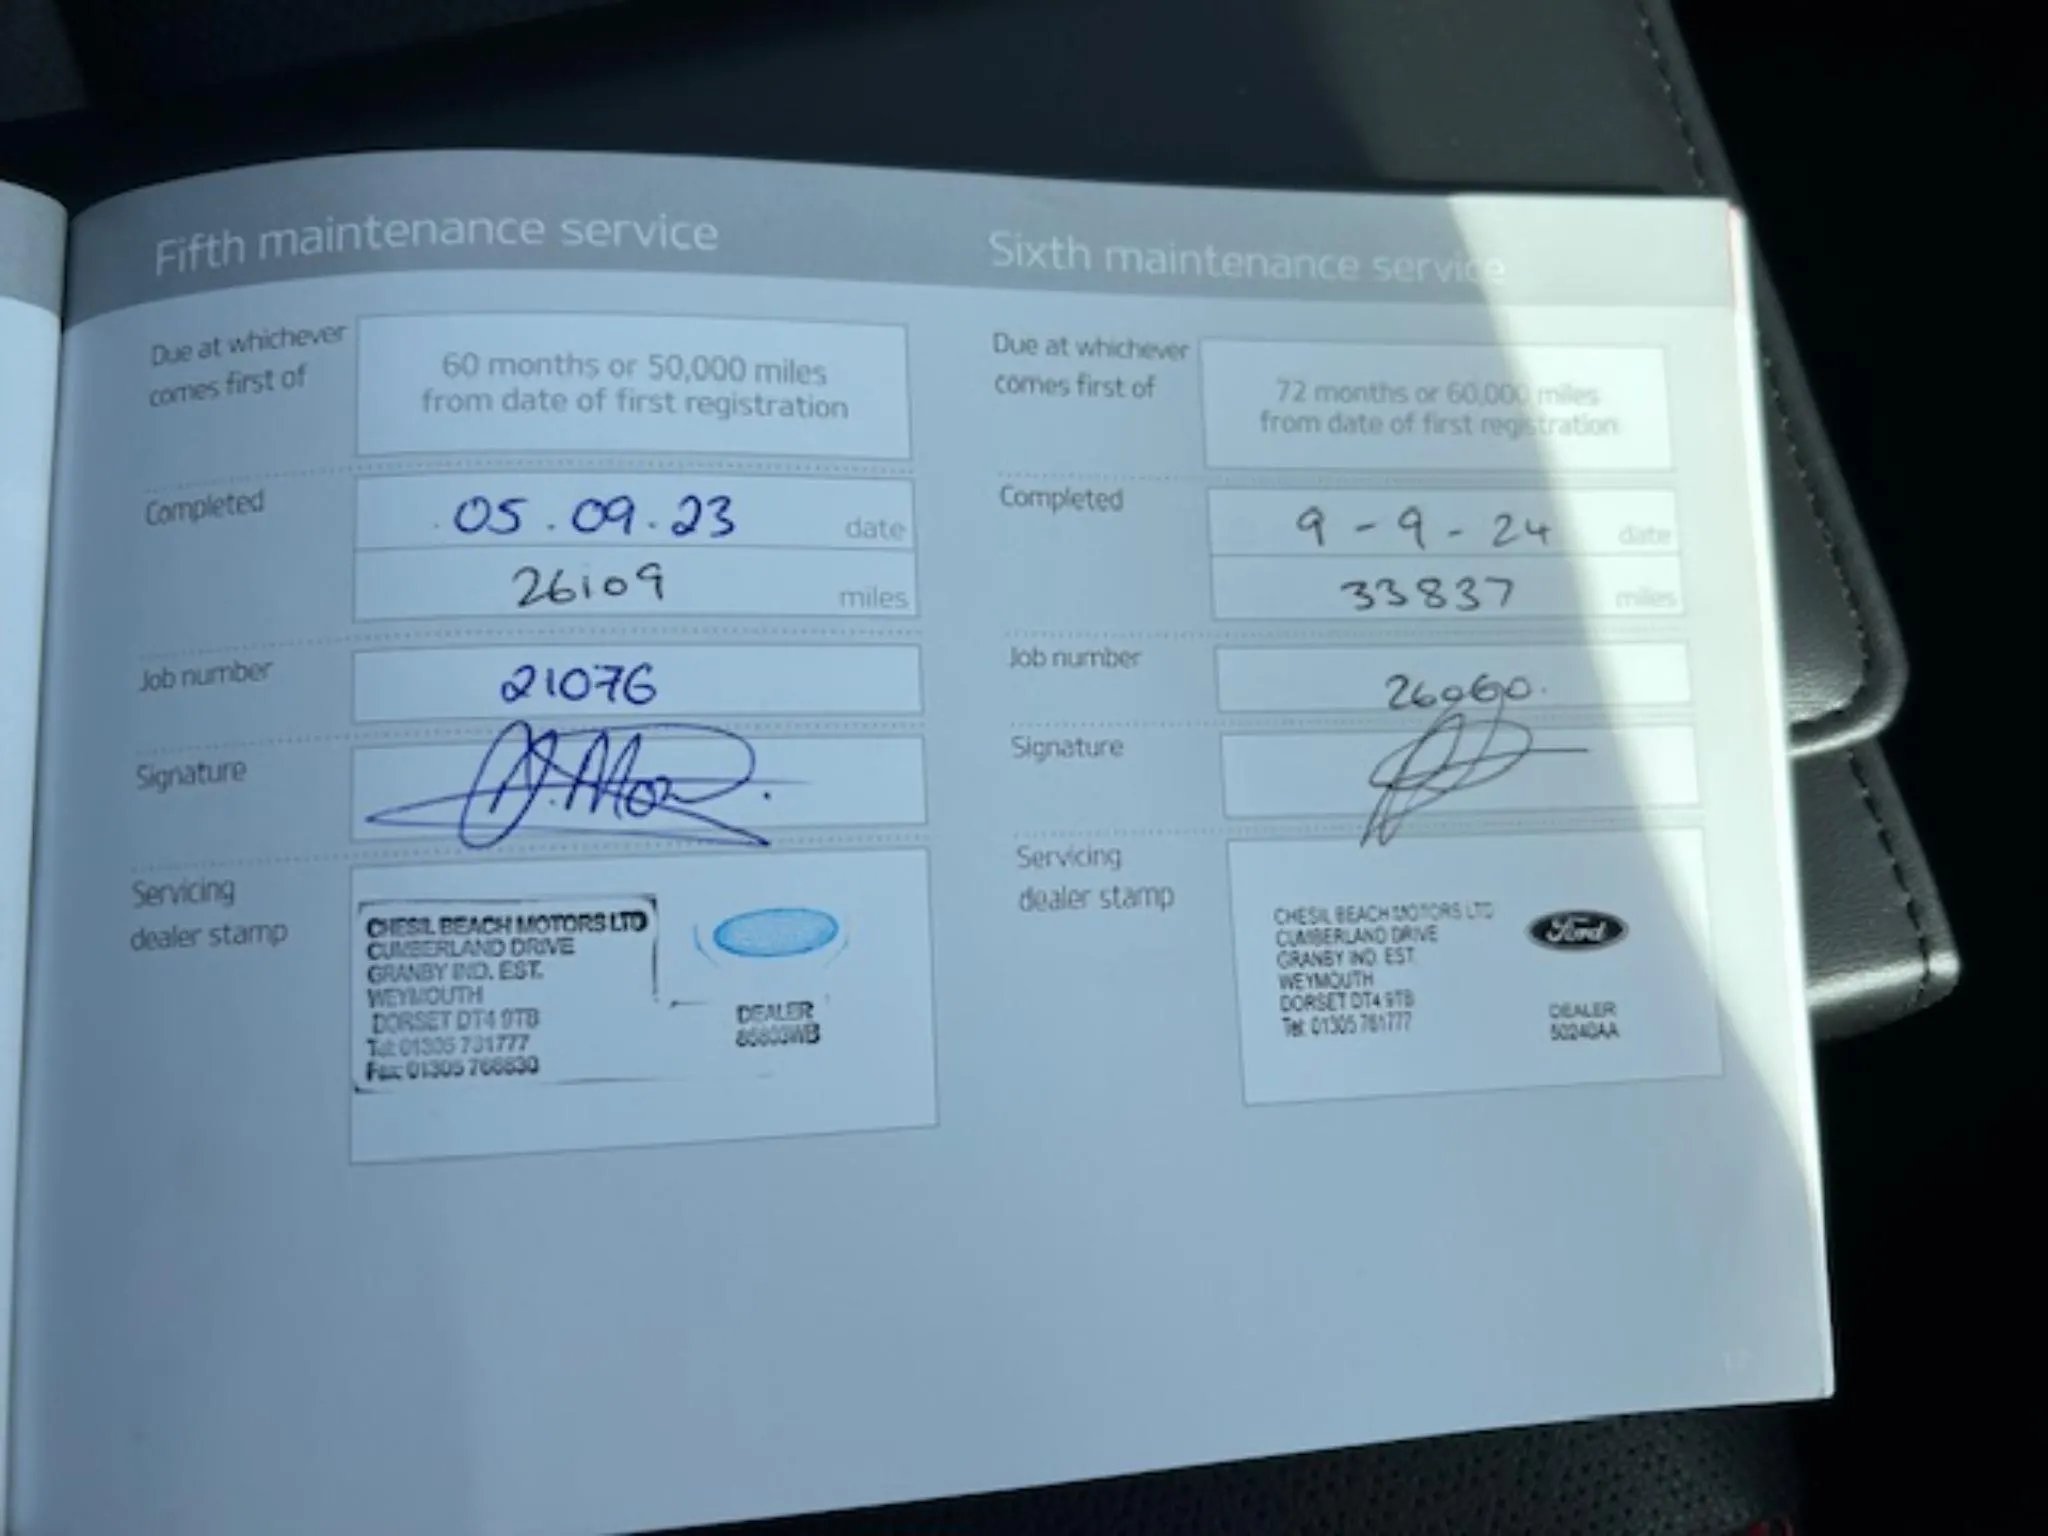 Fifth maintenance service
Due at whichever
comes first of
60 months or 50,000 miles
from date of first registration
Completed
05.09.23 date
26109 miles
Job number
21076
Signature
Servicing
dealer stamp
CHESIL BEACH MOTORS LTD
CUMBERLAND DRIVE
GRANBY IND. EST.
WEYMOUTH
DORSET DT4 9TB
Tel: 01305 781777
Fax: 01305 766830
DEALER
Sixth maintenance service
Due at whichever
comes first of
72 months or 60,000 miles
from date of first registration
Completed
9-9-24 date
33837 miles
Job number
26060.
Signature
Servicing
dealer stamp
CHESIL BEACH MOTORS LTD
CUMBERLAND DRIVE
GRANBY IND. EST.
WEYMOUTH
DORSET DT4 9TB
Tel: 01305 781777
Ford
DEALER
50240AA